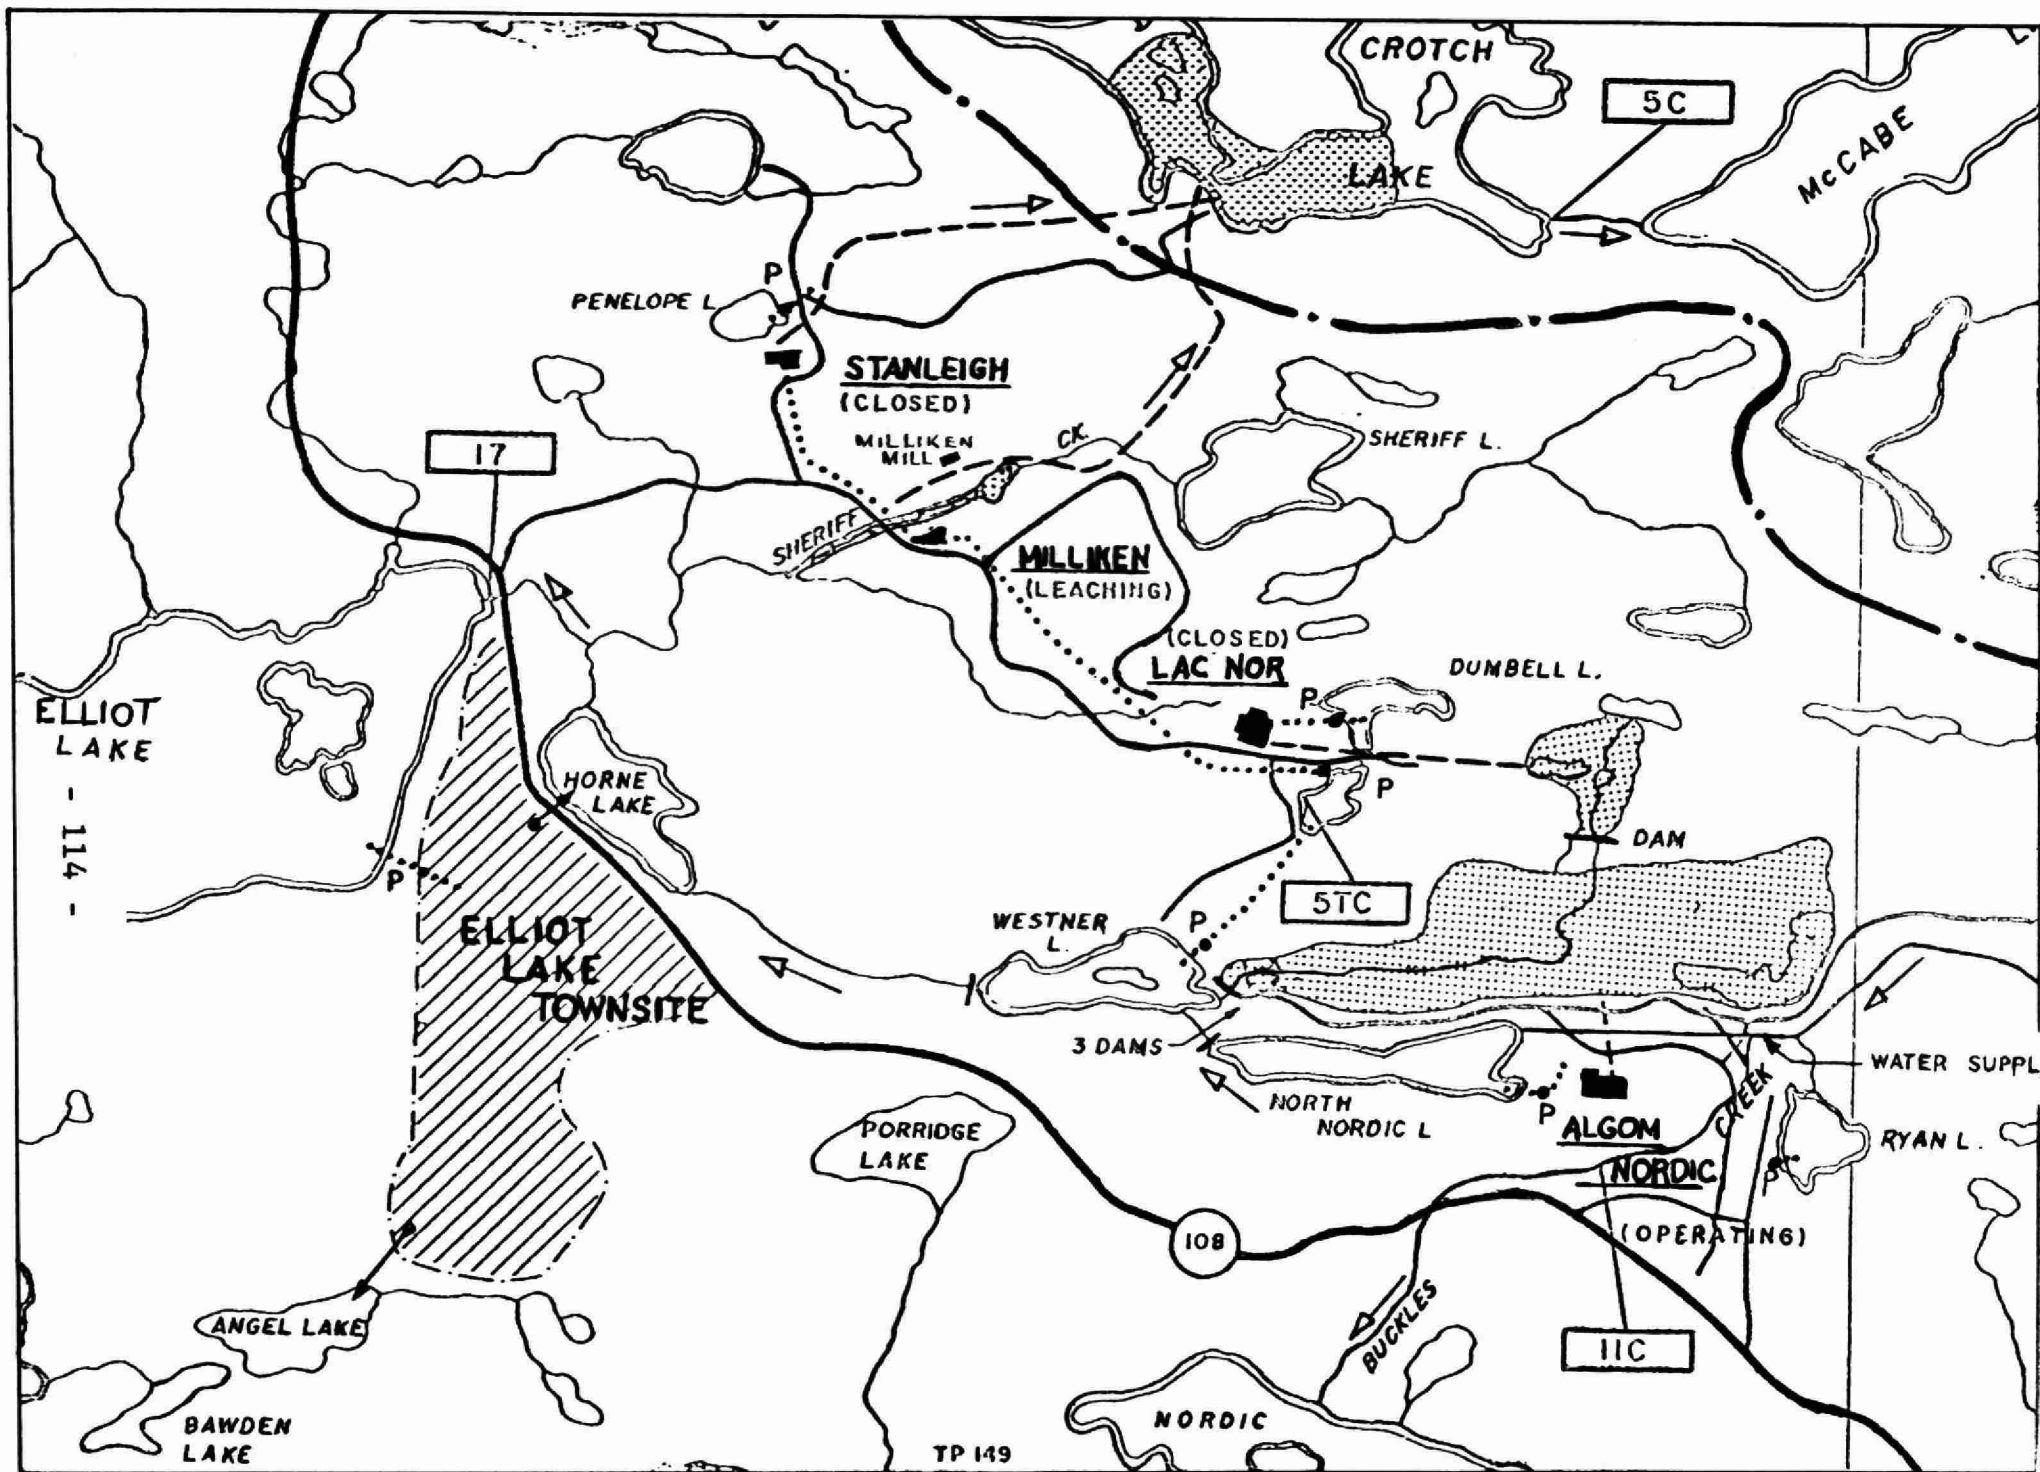 CROTCH
LAKE
5C
McCABE
P
PENELOPE L
STANLEIGH
(CLOSED)
MILLIKEN
MILL
CK.
SHERIFF L.
17
SHERIFF
MILLIKEN
(LEACHING)
(CLOSED)
LAC NOR
DUMBELL L.
P
P
ELLIOT
LAKE
- 114 -
HORNE
LAKE
DAM
P
ELLIOT
LAKE
TOWNSITE
5TC
WESTNER
L.
P
3 DAMS
WATER SUPPL
NORTH
NORDIC L
P
ALGOM
NORDIC
(OPERATING)
CREEK
RYAN L.
P
PORRIDGE
LAKE
108
BUCKLES
11C
ANGEL LAKE
BAWDEN
LAKE
NORDIC
TP 149